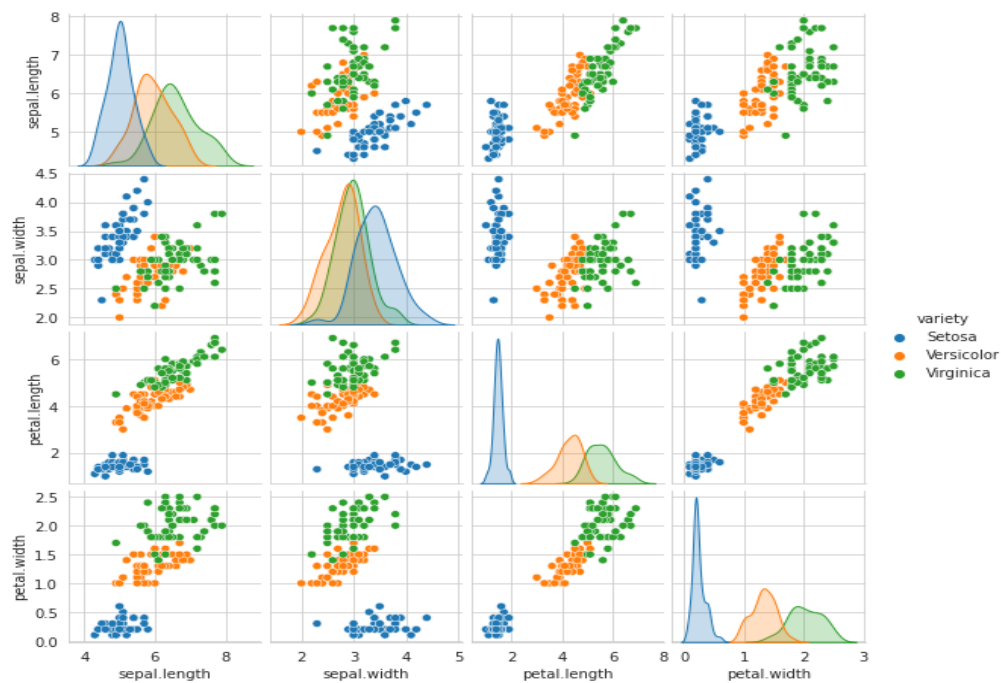 8
7
6
5
sepal.length
4.5
4.0
3.5
3.0
2.5
2.0
sepal.width
variety
Setosa
Versicolor
Virginica
6
4
2
petal.length
2.5
2.0
1.5
1.0
0.5
0.0
petal.width
4 6 8
2 3 4 5
2 4 6 8
0 1 2 3
sepal.length sepal.width petal.length petal.width